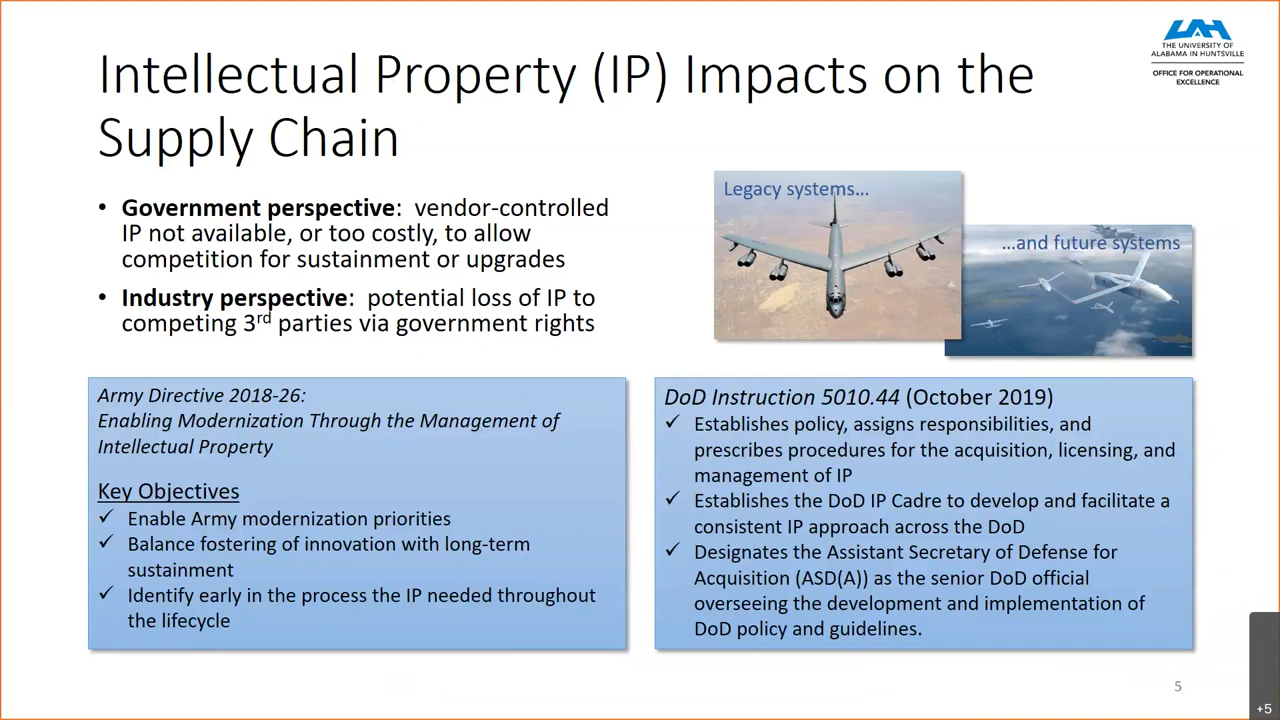 UAH
THE UNIVERSITY OF
ALABAMA IN HUNTSVILLE
OFFICE FOR OPERATIONAL
EXCELLENCE
Intellectual Property (IP) Impacts on the
Supply Chain
• Government perspective: vendor-controlled
IP not available, or too costly, to allow
competition for sustainment or upgrades
• Industry perspective: potential loss of IP to
competing 3rd parties via government rights
Legacy systems...
...and future systems
Army Directive 2018-26:
Enabling Modernization Through the Management of
Intellectual Property
Key Objectives
✓ Enable Army modernization priorities
✓ Balance fostering of innovation with long-term
sustainment
✓ Identify early in the process the IP needed throughout
the lifecycle
DoD Instruction 5010.44 (October 2019)
✓ Establishes policy, assigns responsibilities, and
prescribes procedures for the acquisition, licensing, and
management of IP
✓ Establishes the DoD IP Cadre to develop and facilitate a
consistent IP approach across the DoD
✓ Designates the Assistant Secretary of Defense for
Acquisition (ASD(A)) as the senior DoD official
overseeing the development and implementation of
DoD policy and guidelines.
5
+5